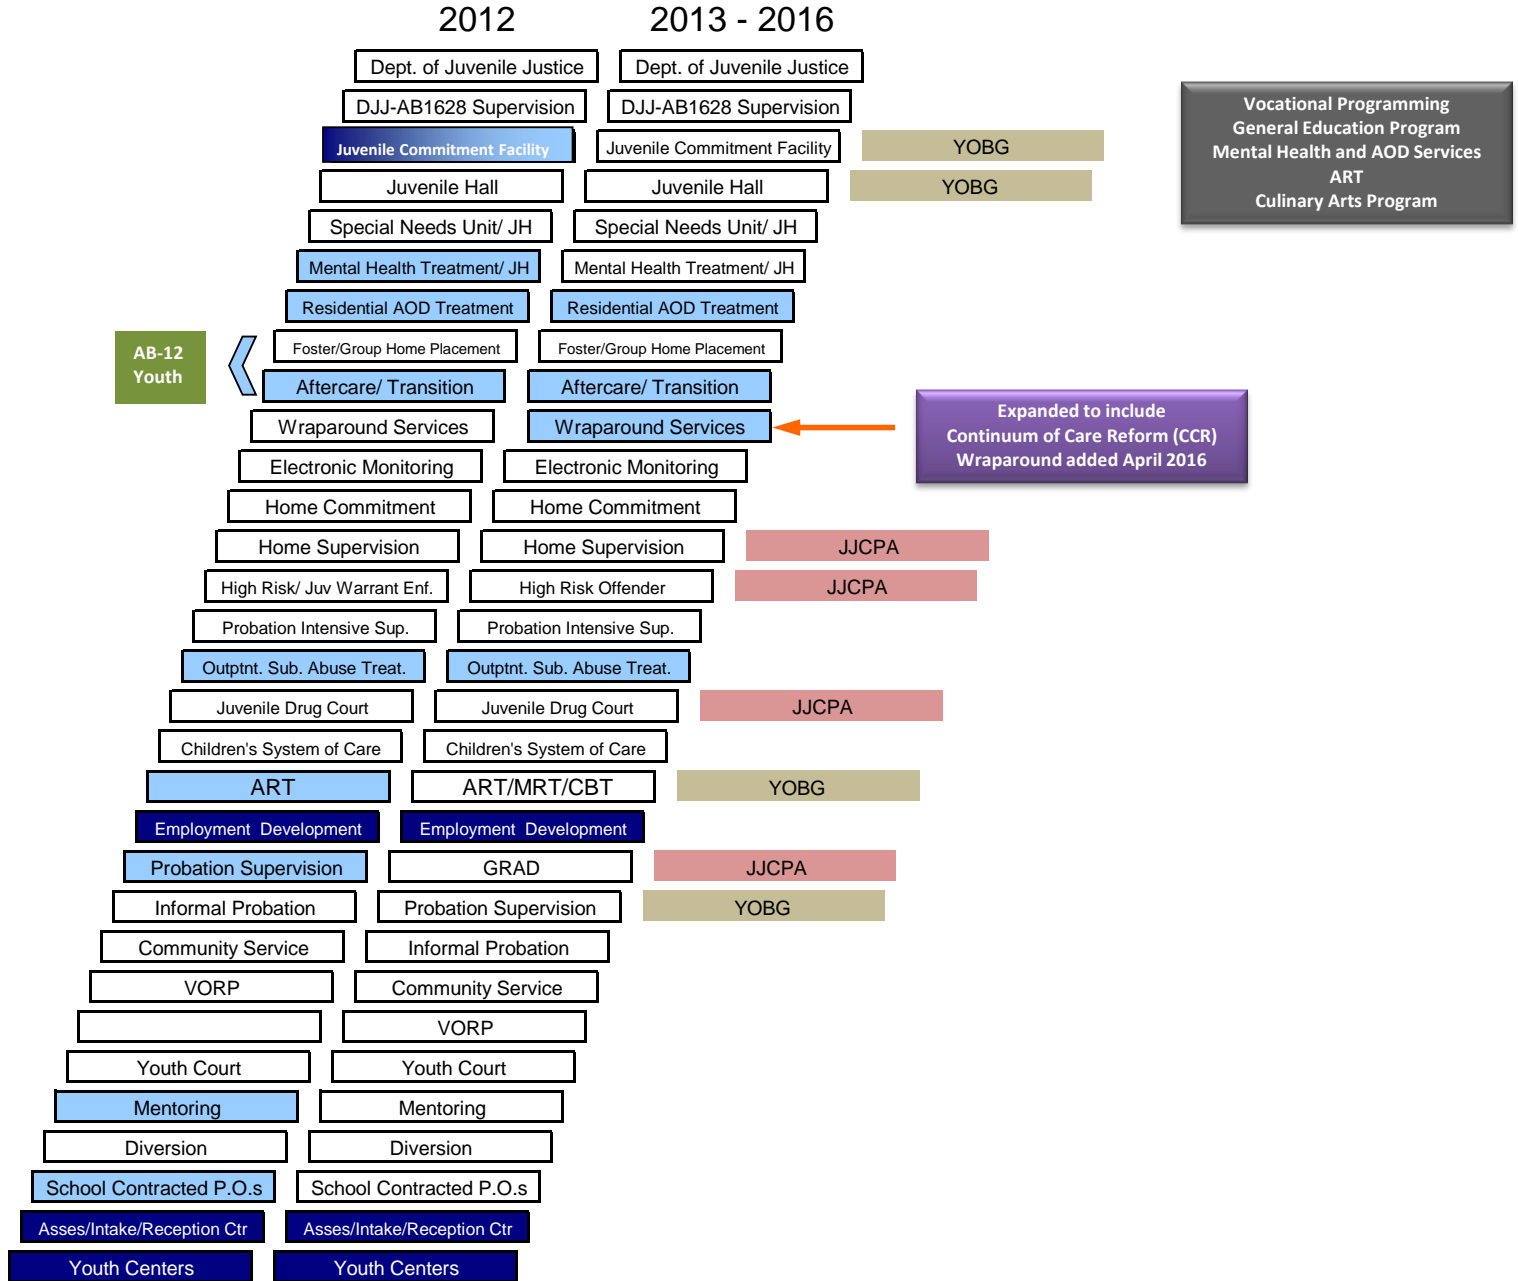 2012 2013 - 2016
Dept. of Juvenile Justice Dept. of Juvenile Justice
DJJ-AB1628 Supervision DJJ-AB1628 Supervision
Juvenile Commitment Facility Juvenile Commitment Facility YOBG
Juvenile Hall Juvenile Hall YOBG
Vocational Programming
General Education Program
Mental Health and AOD Services
ART
Culinary Arts Program
Special Needs Unit/ JH Special Needs Unit/ JH
Mental Health Treatment/ JH Mental Health Treatment/ JH
Residential AOD Treatment Residential AOD Treatment
AB-12
Youth
Foster/Group Home Placement Foster/Group Home Placement
Aftercare/ Transition Aftercare/ Transition
Wraparound Services Wraparound Services
Expanded to include
Continuum of Care Reform (CCR)
Wraparound added April 2016
Electronic Monitoring Electronic Monitoring
Home Commitment Home Commitment
Home Supervision Home Supervision JJCPA
High Risk/ Juv Warrant Enf. High Risk Offender JJCPA
Probation Intensive Sup. Probation Intensive Sup.
Outptnt. Sub. Abuse Treat. Outptnt. Sub. Abuse Treat.
Juvenile Drug Court Juvenile Drug Court JJCPA
Children's System of Care Children's System of Care
ART ART/MRT/CBT YOBG
Employment Development Employment Development
Probation Supervision GRAD JJCPA
Informal Probation Probation Supervision YOBG
Community Service Informal Probation
VORP Community Service
VORP
Youth Court Youth Court
Mentoring Mentoring
Diversion Diversion
School Contracted P.O.s School Contracted P.O.s
Asses/Intake/Reception Ctr Asses/Intake/Reception Ctr
Youth Centers Youth Centers